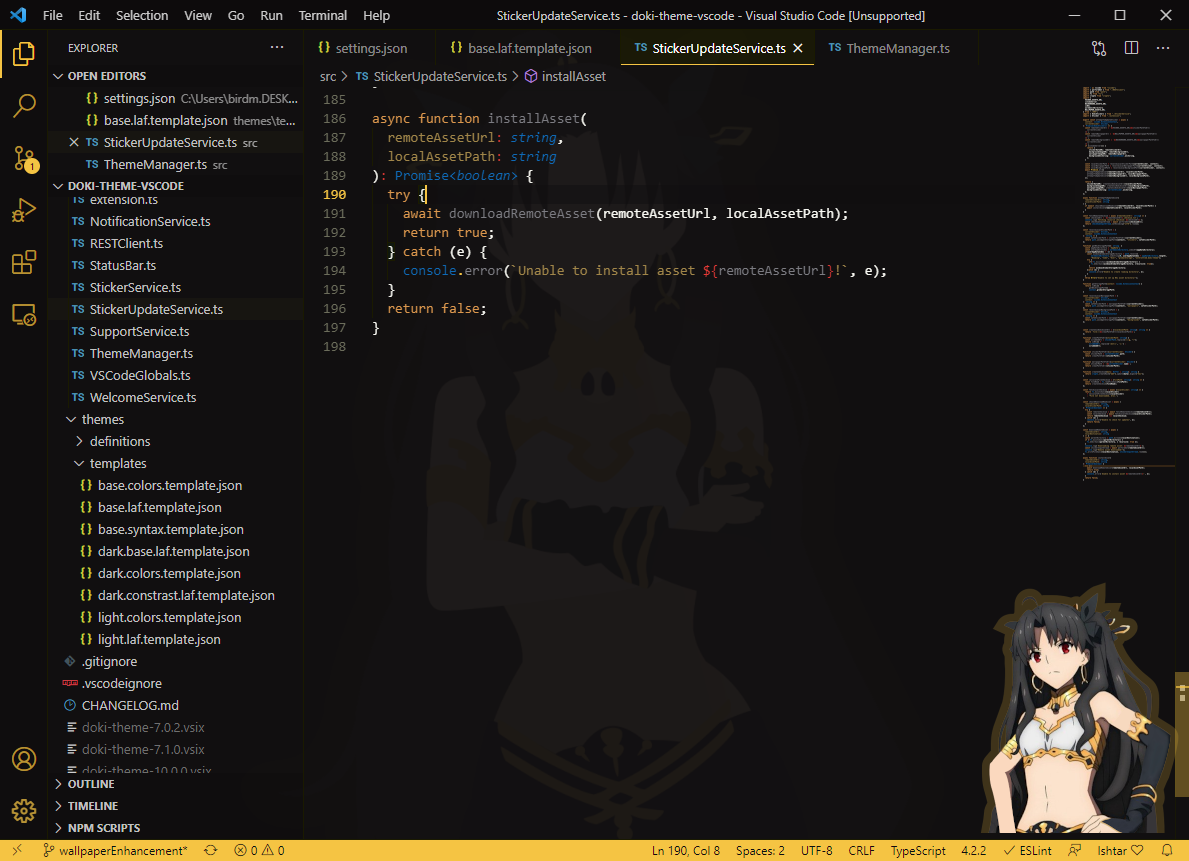 File Edit Selection View Go Run Terminal Help StickerUpdateService.ts - doki-theme-vscode - Visual Studio Code [Unsupported]
EXPLORER
OPEN EDITORS
{} settings.json C:\Users\birdm.DESK...
{} base.laf.template.json themes\te...
TS StickerUpdateService.ts src
TS ThemeManager.ts src
DOKI-THEME-VSCODE
TS extension.ts
TS NotificationService.ts
TS RESTClient.ts
TS StatusBar.ts
TS StickerService.ts
TS StickerUpdateService.ts
TS SupportService.ts
TS ThemeManager.ts
TS VSCodeGlobals.ts
TS WelcomeService.ts
themes
definitions
templates
{} base.colors.template.json
{} base.laf.template.json
{} base.syntax.template.json
{} dark.base.laf.template.json
{} dark.colors.template.json
{} dark.constrast.laf.template.json
{} light.colors.template.json
{} light.laf.template.json
.gitignore
.vscodeignore
CHANGELOG.md
doki-theme-7.0.2.vsix
doki-theme-7.1.0.vsix
doki-theme-10.0.0.vsix
OUTLINE
TIMELINE
NPM SCRIPTS
1
{} settings.json {} base.laf.template.json TS StickerUpdateService.ts TS ThemeManager.ts
src > TS StickerUpdateService.ts > installAsset
185
186 async function installAsset(
187 remoteAssetUrl: string,
188 localAssetPath: string
189 ): Promise<boolean> {
190 try {
191 await downloadRemoteAsset(remoteAssetUrl, localAssetPath);
192 return true;
193 } catch (e) {
194 console.error(`Unable to install asset ${remoteAssetUrl}!`, e);
195 }
196 return false;
197 }
198
wallpaperEnhancement* 0 0 Ln 190, Col 8 Spaces: 2 UTF-8 CRLF TypeScript 4.2.2 ESLint Ishtar